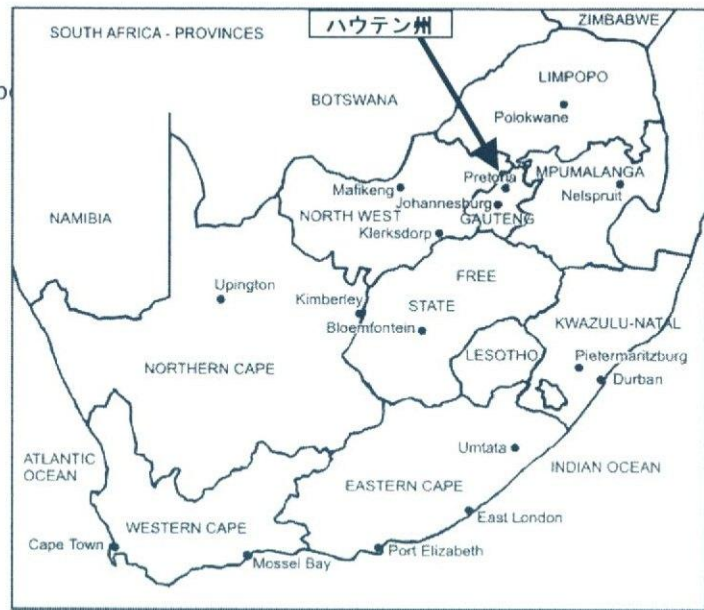 ハウテン州
ZIMBABWE
SOUTH AFRICA - PROVINCES
LIMPOPO
BOTSWANA
Polokwane
MPUMALANGA
Pretoria
Mafikeng
Nelspruit
Johannesburg
NAMIBIA
NORTH WEST
GAUTENG
Klerksdorp
FREE
STATE
Upington
Kimberley
Bloemfontein
KWAZULU-NATAL
LESOTHO
Pietermaritzburg
NORTHERN CAPE
Durban
Umtata
ATLANTIC
OCEAN
INDIAN OCEAN
EASTERN CAPE
East London
WESTERN CAPE
Cape Town
Port Elizabeth
Mossel Bay